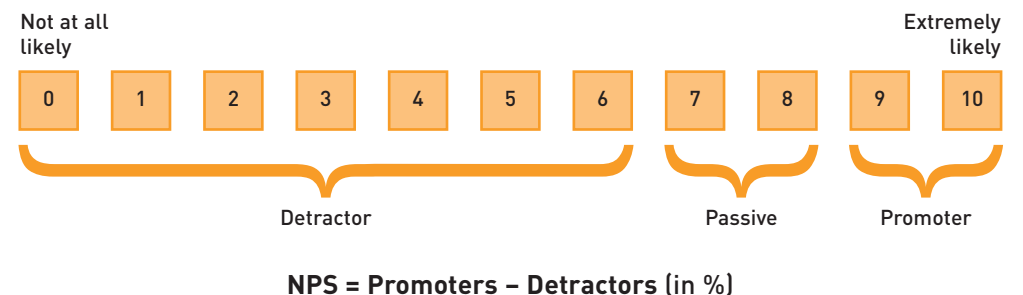 Not at all
likely
Extremely
likely
0 1 2 3 4 5 6 7 8 9 10
Detractor Passive Promoter
NPS = Promoters – Detractors (in %)